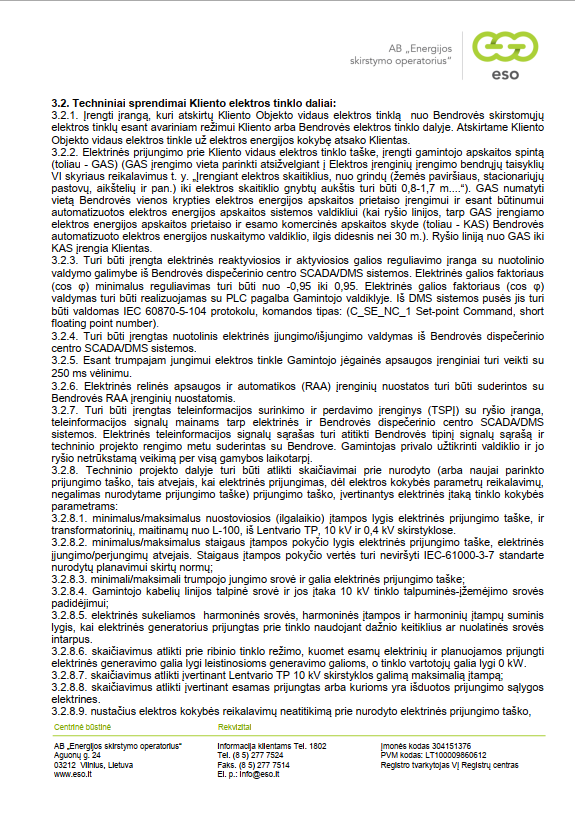 AB „Energijos
skirstymo operatorius“
eso
3.2. Techniniai sprendimai Kliento elektros tinklo daliai:
3.2.1. Įrengti įrangą, kuri atskirtų Kliento Objekto vidaus elektros tinklą nuo Bendrovės skirstomųjų
elektros tinklų esant avariniam režimui Kliento arba Bendrovės elektros tinklo dalyje. Atskirtame Kliento
Objekto vidaus elektros tinkle už elektros energijos kokybę atsako Klientas.
3.2.2. Elektrinės prijungimo prie Kliento vidaus elektros tinklo taške, įrengti gamintojo apskaitos spintą
(toliau - GAS) (GAS įrengimo vieta parinkti atsižvelgiant į Elektros įrenginių įrengimo bendrųjų taisyklių
VI skyriaus reikalavimus t. y. „Įrengiant elektros skaitiklius, nuo grindų (žemės paviršiaus, stacionariųjų
pastovų, aikštelių ir pan.) iki elektros skaitiklio gnybtų aukštis turi būti 0,8-1,7 m....“). GAS numatyti
vietą Bendrovės vienos krypties elektros energijos apskaitos prietaiso įrengimui ir esant būtinumui
automatizuotos elektros energijos apskaitos sistemos valdikliui (kai ryšio linijos, tarp GAS įrengiamo
elektros energijos apskaitos prietaiso ir esamo komercinės apskaitos skyde (toliau - KAS) Bendrovės
automatizuoto elektros energijos nuskaitymo valdiklio, ilgis didesnis nei 30 m.). Ryšio liniją nuo GAS iki
KAS įrengia Klientas.
3.2.3. Turi būti įrengta elektrinės reaktyviosios ir aktyviosios galios reguliavimo įranga su nuotolinio
valdymo galimybe iš Bendrovės dispečerinio centro SCADA/DMS sistemos. Elektrinės galios faktoriaus
(cos φ) minimalus reguliavimas turi būti nuo -0,95 iki 0,95. Elektrinės galios faktoriaus (cos φ)
valdymas turi būti realizuojamas su PLC pagalba Gamintojo valdiklyje. Iš DMS sistemos pusės jis turi
būti valdomas IEC 60870-5-104 protokolu, komandos tipas: (C_SE_NC_1 Set-point Command, short
floating point number).
3.2.4. Turi būti įrengtas nuotolinis elektrinės įjungimo/išjungimo valdymas iš Bendrovės dispečerinio
centro SCADA/DMS sistemos.
3.2.5. Esant trumpajam jungimui elektros tinkle Gamintojo jėgainės apsaugos įrenginiai turi veikti su
250 ms vėlinimu.
3.2.6. Elektrinės relinės apsaugos ir automatikos (RAA) įrenginių nuostatos turi būti suderintos su
Bendrovės RAA įrenginių nuostatomis.
3.2.7. Turi būti įrengtas teleinformacijos surinkimo ir perdavimo įrenginys (TSPĮ) su ryšio įranga,
teleinformacijos signalų mainams tarp elektrinės ir Bendrovės dispečerinio centro SCADA/DMS
sistemos. Elektrinės teleinformacijos signalų sąrašas turi atitikti Bendrovės tipinį signalų sąrašą ir
techninio projekto rengimo metu suderintas su Bendrove. Gamintojas privalo užtikrinti valdiklio ir jo
ryšio netrūkstamą veikimą per visą gamybos laikotarpį.
3.2.8. Techninio projekto dalyje turi būti atlikti skaičiavimai prie nurodyto (arba naujai parinkto
prijungimo taško, tais atvejais, kai elektrinės prijungimas, dėl elektros kokybės parametrų reikalavimų,
negalimas nurodytame prijungimo taške) prijungimo taško, įvertinantys elektrinės įtaką tinklo kokybės
parametrams:
3.2.8.1. minimalus/maksimalus nuostoviosios (ilgalaikio) įtampos lygis elektrinės prijungimo taške, ir
transformatorinių, maitinamų nuo L-100, iš Lentvario TP, 10 kV ir 0,4 kV skirstyklose.
3.2.8.2. minimalus/maksimalus staigaus įtampos pokyčio lygis elektrinės prijungimo taške, elektrinės
įjungimo/perjungimų atvejais. Staigaus įtampos pokyčio vertės turi neviršyti IEC-61000-3-7 standarte
nurodytų planavimui skirtų normų;
3.2.8.3. minimali/maksimali trumpojo jungimo srovė ir galia elektrinės prijungimo taške;
3.2.8.4. Gamintojo kabelių linijos talpinė srovė ir jos įtaka 10 kV tinklo talpuminės-įžemėjimo srovės
padidėjimui;
3.2.8.5. elektrinės sukeliamos harmoninės srovės, harmoninės įtampos ir harmoninių įtampų suminis
lygis, kai elektrinės generatorius prijungtas prie tinklo naudojant dažnio keitiklius ar nuolatinės srovės
intarpus.
3.2.8.6. skaičiavimus atlikti prie ribinio tinklo režimo, kuomet esamų elektrinių ir planuojamos prijungti
elektrinės generavimo galia lygi leistinosioms generavimo galioms, o tinklo vartotojų galia lygi 0 kW.
3.2.8.7. skaičiavimus atlikti įvertinant Lentvario TP 10 kV skirstyklos galimą maksimalią įtampą;
3.2.8.8. skaičiavimus atlikti įvertinant esamas prijungtas arba kurioms yra išduotos prijungimo sąlygos
elektrines.
3.2.8.9. nustačius elektros kokybės reikalavimų neatitikimą prie nurodyto elektrinės prijungimo taško,
Centrinė būstinė Rekvizitai
AB „Energijos skirstymo operatorius“ Informacija klientams Tel. 1802 Įmonės kodas 304151376
Aguonų g. 24 Tel. (8 5) 277 7524 PVM kodas: LT100009860612
03212 Vilnius, Lietuva Faks. (8 5) 277 7514 Registro tvarkytojas VĮ Registrų centras
www.eso.lt El. p.: info@eso.lt